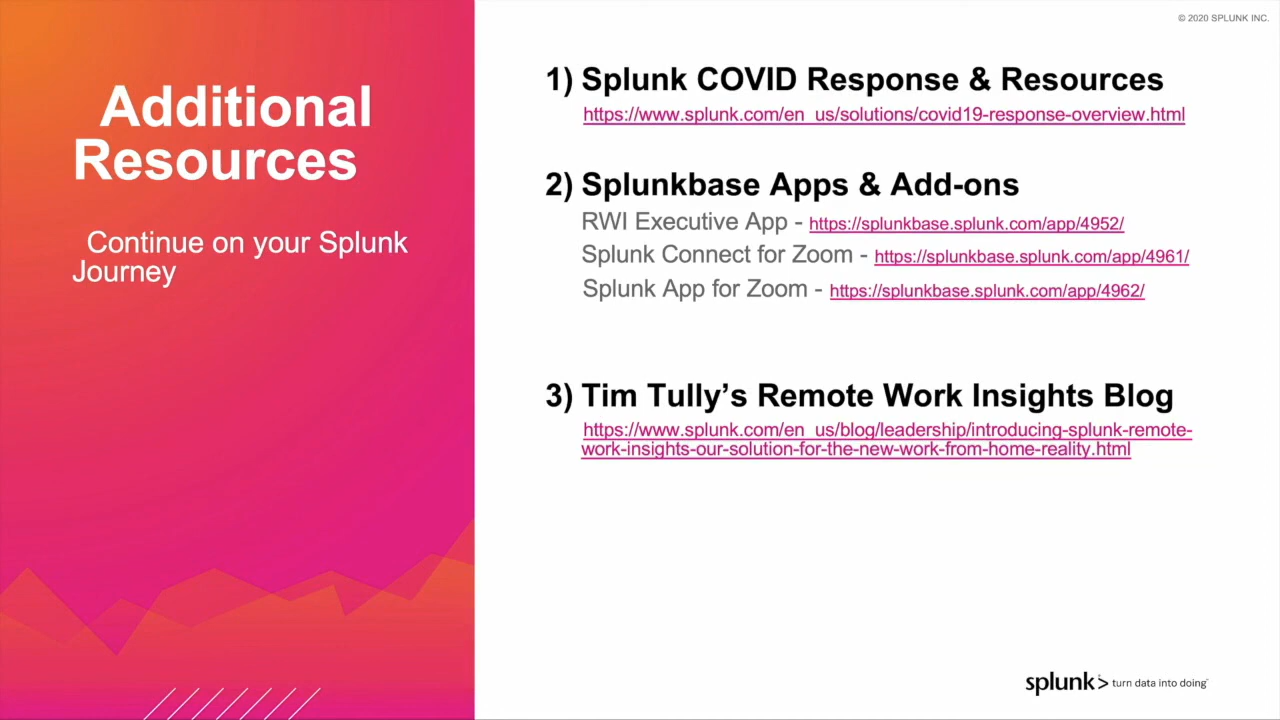 © 2020 SPLUNK INC.
Additional
Resources
Continue on your Splunk
Journey
1) Splunk COVID Response & Resources
https://www.splunk.com/en_us/solutions/covid19-response-overview.html
2) Splunkbase Apps & Add-ons
RWI Executive App - https://splunkbase.splunk.com/app/4952/
Splunk Connect for Zoom - https://splunkbase.splunk.com/app/4961/
Splunk App for Zoom - https://splunkbase.splunk.com/app/4962/
3) Tim Tully’s Remote Work Insights Blog
https://www.splunk.com/en_us/blog/leadership/introducing-splunk-remote-
work-insights-our-solution-for-the-new-work-from-home-reality.html
splunk> turn data into doing™